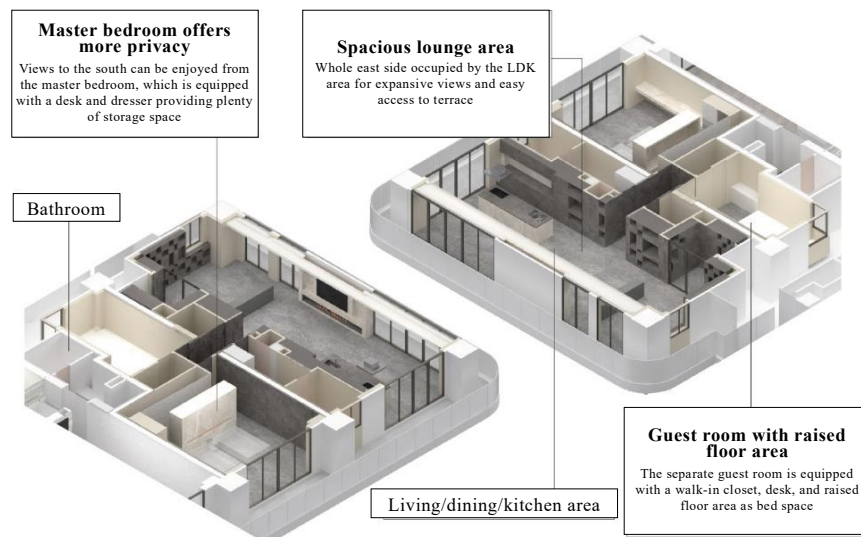 Master bedroom offers
more privacy
Views to the south can be enjoyed from
the master bedroom, which is equipped
with a desk and dresser providing plenty
of storage space
Spacious lounge area
Whole east side occupied by the LDK
area for expansive views and easy
access to terrace
Bathroom
Living/dining/kitchen area
Guest room with raised
floor area
The separate guest room is equipped
with a walk-in closet, desk, and raised
floor area as bed space